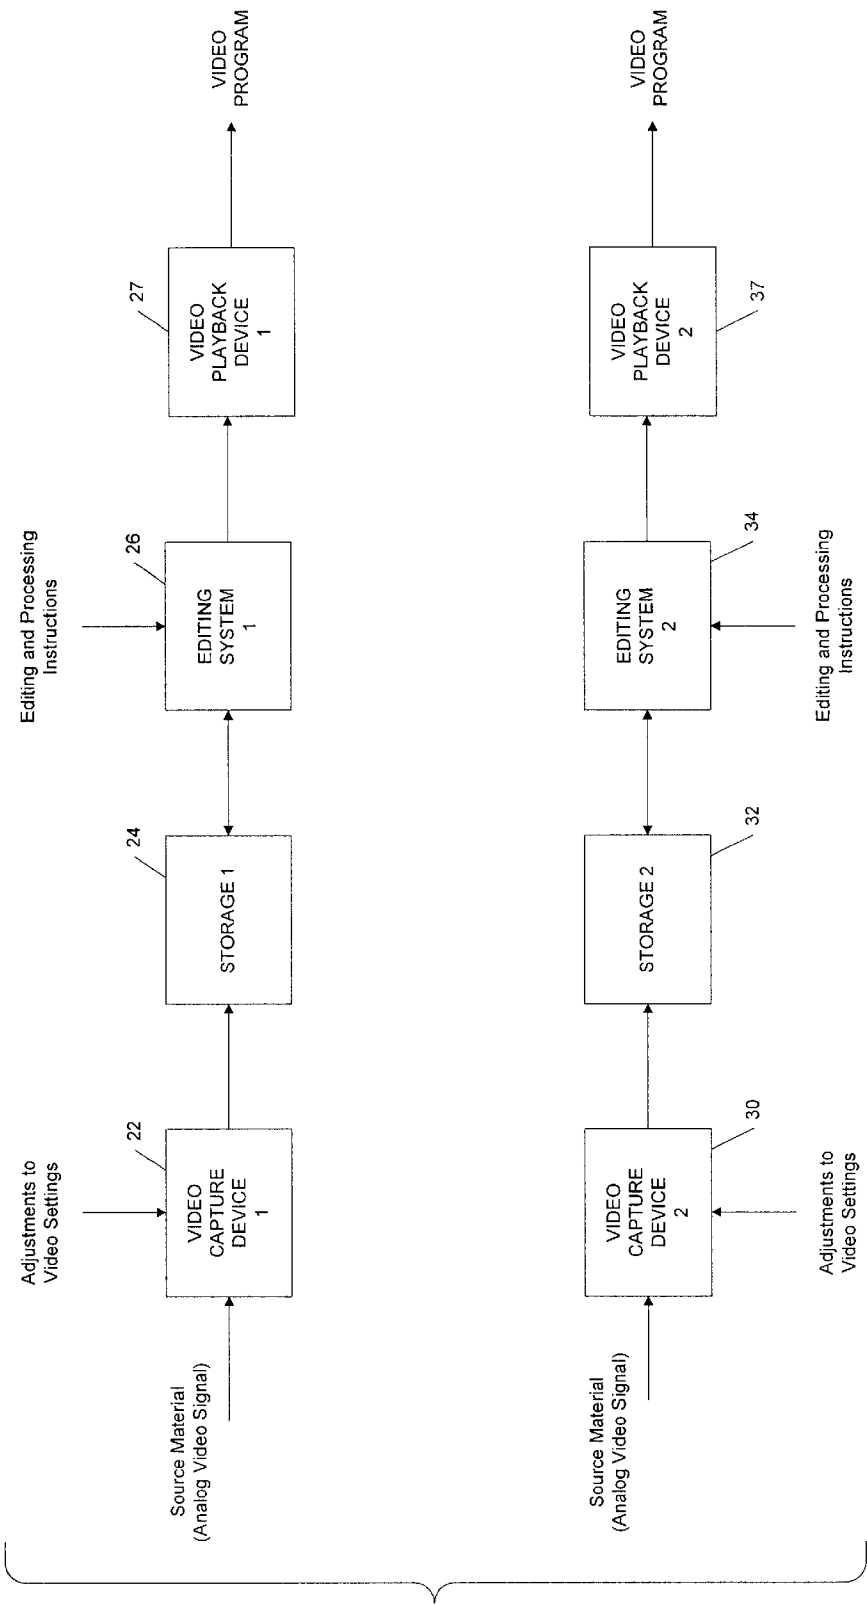 Adjustments to
Video Settings
Editing and Processing
Instructions
22
24
26
27
Source Material
(Analog Video Signal)
VIDEO
CAPTURE
DEVICE
1
STORAGE 1
EDITING
SYSTEM
1
VIDEO
PLAYBACK
DEVICE
1
VIDEO
PROGRAM
Source Material
(Analog Video Signal)
VIDEO
CAPTURE
DEVICE
2
STORAGE 2
EDITING
SYSTEM
2
VIDEO
PLAYBACK
DEVICE
2
VIDEO
PROGRAM
30
32
34
37
Adjustments to
Video Settings
Editing and Processing
Instructions